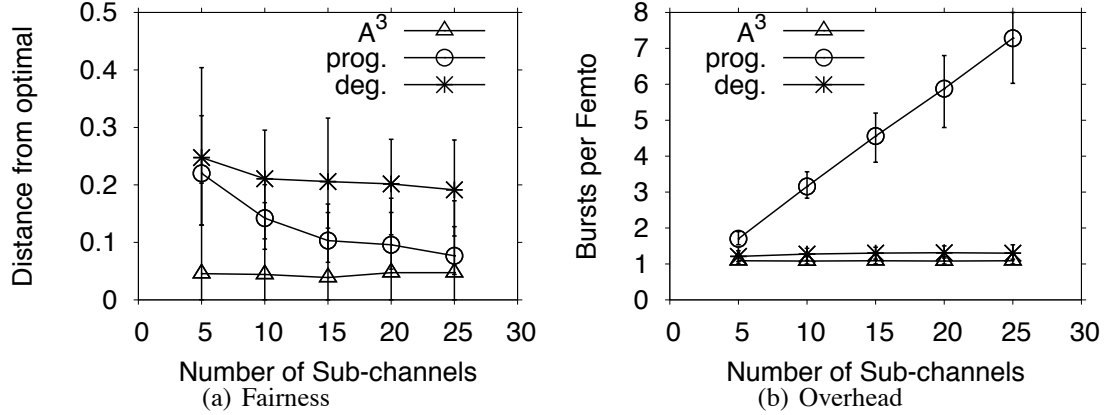 0.5
0.4
0.3
0.2
0.1
0
0 5 10 15 20 25 30
Distance from optimal
Number of Sub-channels
A³
prog.
deg.
(a) Fairness
8
7
6
5
4
3
2
1
0
0 5 10 15 20 25 30
Bursts per Femto
Number of Sub-channels
A³
prog.
deg.
(b) Overhead